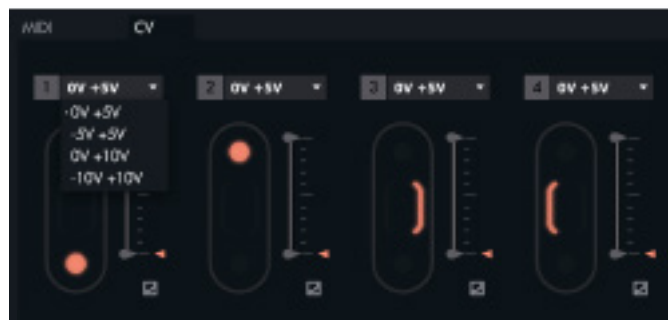 MIDI CV
1 0V +5V 2 0V +5V 3 0V +5V 4 0V +5V
-0V +5V
-5V +5V
0V +10V
-10V +10V